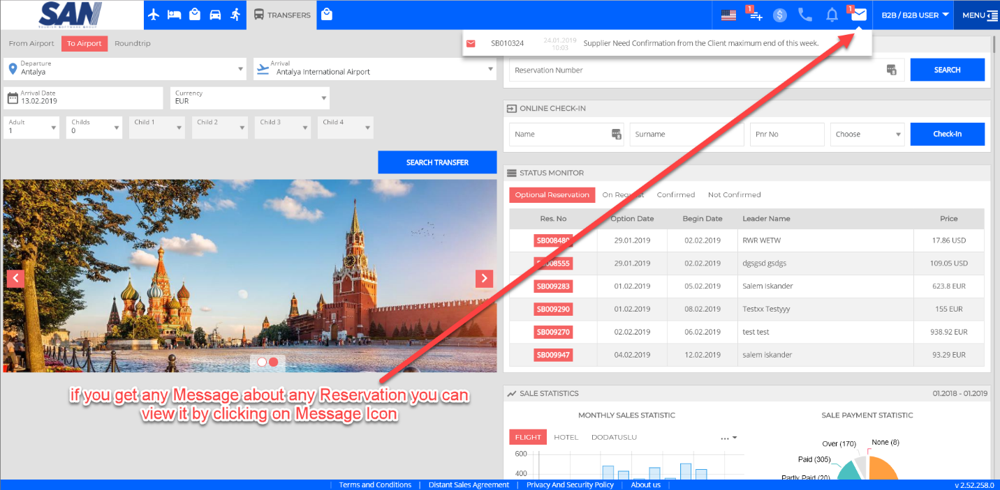 SAN
TOURISM SOFTWARE GROUP
TRANSFERS
1
1
B2B / B2B USER
MENU
SB010324
24.01.2019
10:03
Supplier Need Confirmation from the Client maximum end of this week.
From Airport
To Airport
Roundtrip
Departure
Antalya
Arrival
Antalya International Airport
Arrival Date
13.02.2019
Currency
EUR
Adult
1
Childs
0
Child 1
Child 2
Child 3
Child 4
SEARCH TRANSFER
Reservation Number
SEARCH
ONLINE CHECK-IN
Name
Surname
Pnr No
Choose
Check-In
STATUS MONITOR
Optional Reservation
On Request
Confirmed
Not Confirmed
Res. No Option Date Begin Date Leader Name Price
SB008480 29.01.2019 02.02.2019 RWR WETW 17.86 USD
SB008555 29.01.2019 02.02.2019 dgsgsd gsdgs 109.05 USD
SB009283 01.02.2019 05.02.2019 Salem Iskander 623.8 EUR
SB009290 01.02.2019 08.02.2019 Testxx Testyyy 155 EUR
SB009270 02.02.2019 06.02.2019 test test 938.92 EUR
SB009947 04.02.2019 12.02.2019 salem iskander 93.29 EUR
if you get any Message about any Reservation you can
view it by clicking on Message Icon
SALE STATISTICS
01.2018 - 01.2019
MONTHLY SALES STATISTIC
FLIGHT
HOTEL
DODATUSLU
...
600
400
SALE PAYMENT STATISTIC
Over (170)
None (8)
Paid (305)
Partly Paid (20)
Terms and Conditions | Distant Sales Agreement | Privacy And Security Policy | About us |
v 2.52.258.0